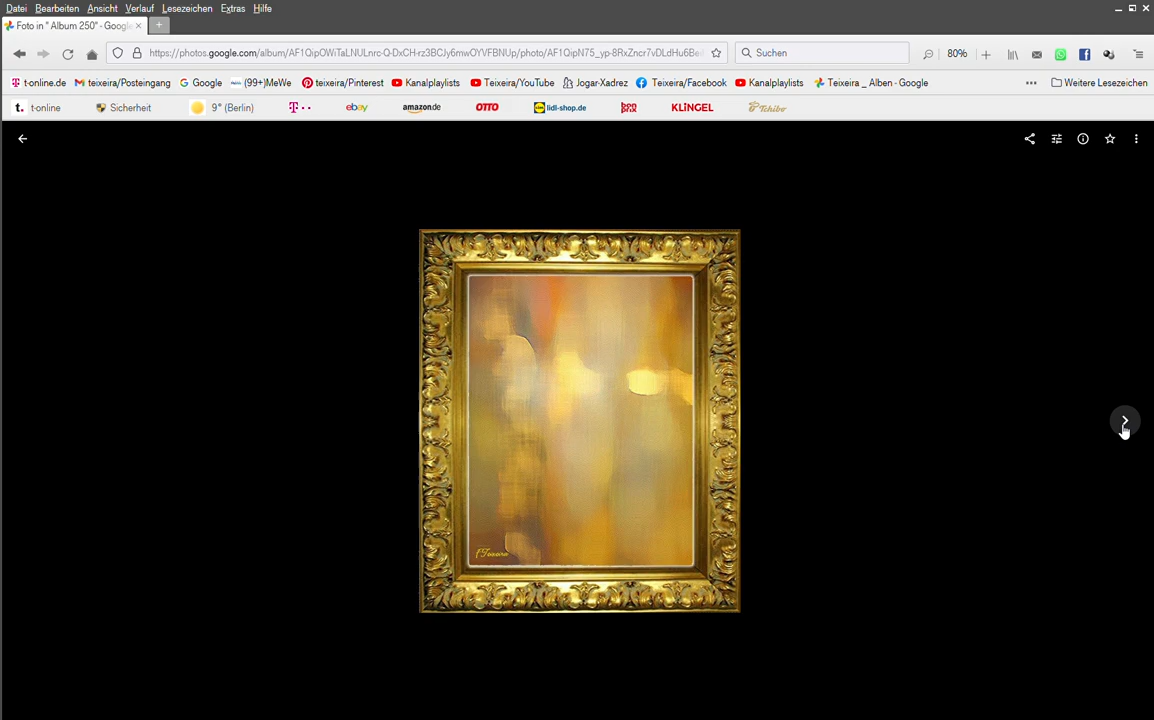 Datei Bearbeiten Ansicht Verlauf Lesezeichen Extras Hilfe
Foto in " Album 250" - Google
https://photos.google.com/album/AF1QipOWiTaLNULnrc-Q-DxCH-rz3BCJy6mwOYVFBNUp/photo/AF1QipN75_yp-8RxZncr7vDLdHu6Be
Suchen
80%
t-online.de teixeira/Posteingang Google (99+)MeWe teixeira/Pinterest Kanalplaylists Teixeira/YouTube Jogar-Xadrez Teixeira/Facebook Kanalplaylists Teixeira _ Alben - Google Weitere Lesezeichen
t. t-online Sicherheit 9° (Berlin) T ebay amazon.de OTTO lidl-shop.de bon prix KLiNGEL Tchibo